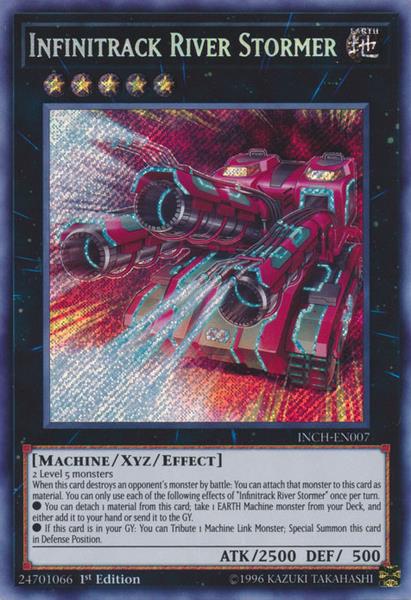 INFINITRACK RIVER STORMER
EARTH
地
INCH-EN007
[MACHINE/XYZ/EFFECT]
2 Level 5 monsters
When this card destroys an opponent's monster by battle: You can attach that monster to this card as
material. You can only use each of the following effects of "Infinitrack River Stormer" once per turn.
● You can detach 1 material from this card; take 1 EARTH Machine monster from your Deck, and
either add it to your hand or send it to the GY.
● If this card is in your GY: You can Tribute 1 Machine Link Monster; Special Summon this card
in Defense Position.
ATK/2500 DEF/ 500
24701066 1st Edition ©1996 KAZUKI TAKAHASHI